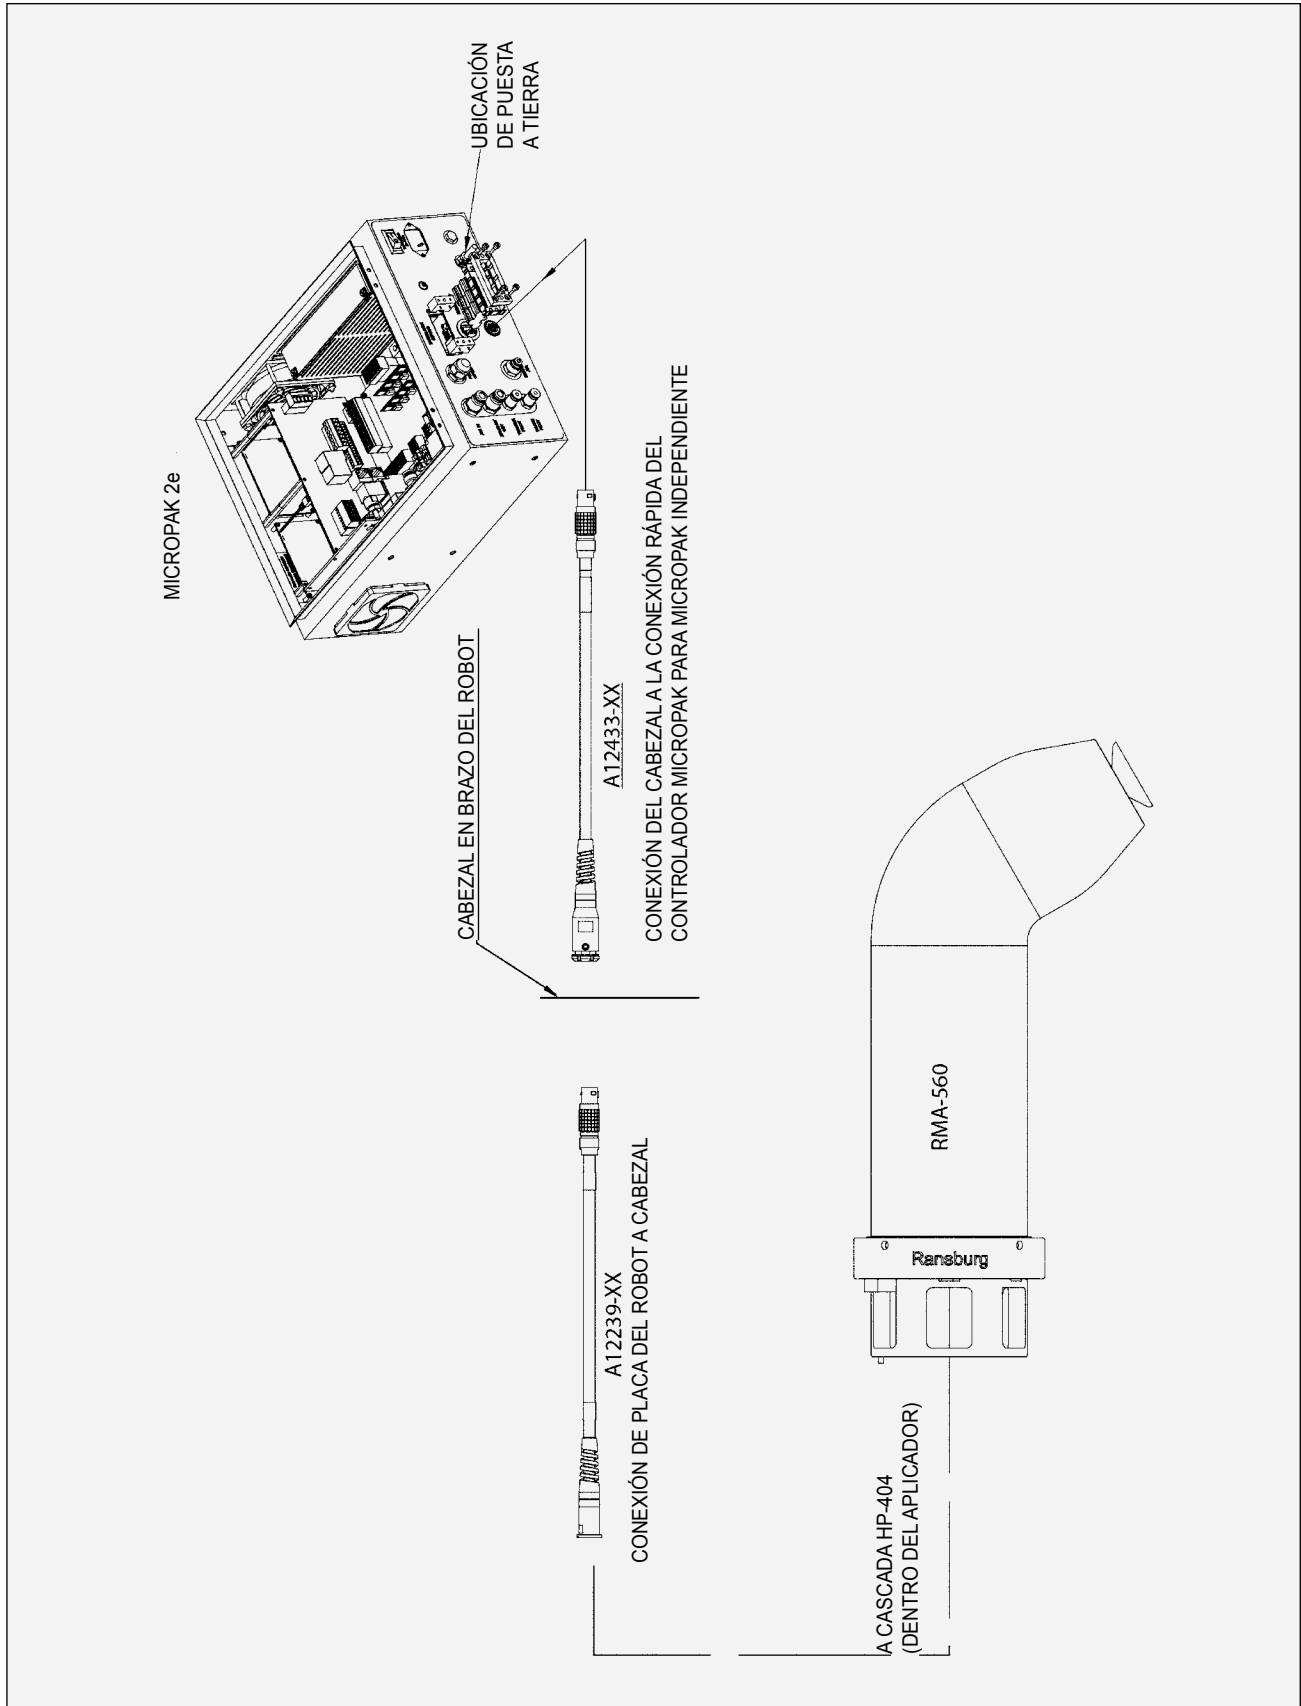 MICROPAK 2e
UBICACIÓN
DE PUESTA
A TIERRA
CABEZAL EN BRAZO DEL ROBOT
A12433-XX
CONEXIÓN DEL CABEZAL A LA CONEXIÓN RÁPIDA DEL
CONTROLADOR MICROPAK PARA MICROPAK INDEPENDIENTE
A12239-XX
CONEXIÓN DE PLACA DEL ROBOT A CABEZAL
RMA-560
Ransburg
A CASCADA HP-404
(DENTRO DEL APLICADOR)